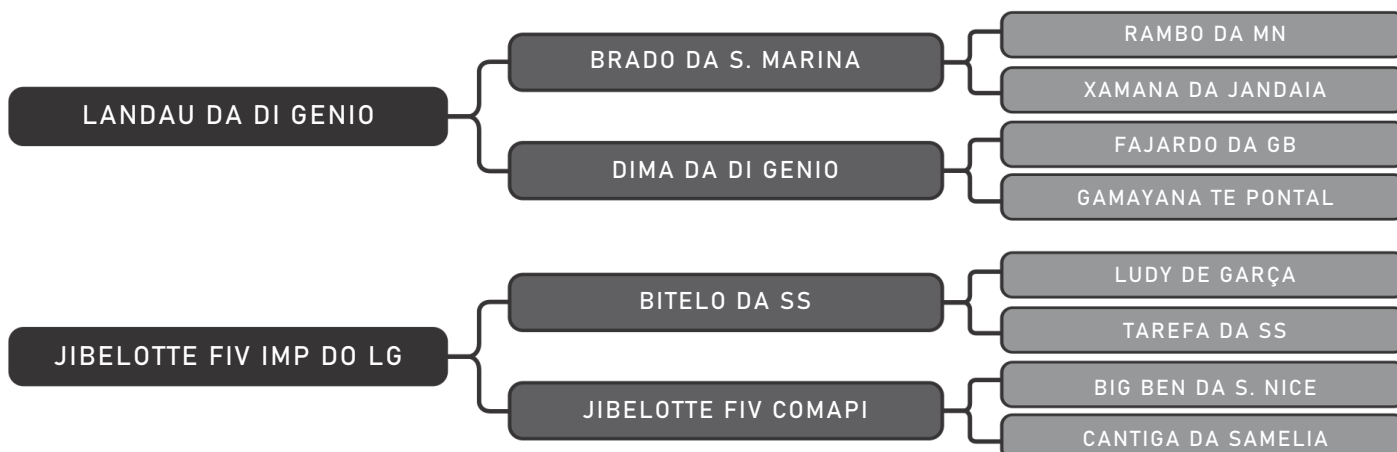 LANDAU DA DI GENIO
BRADO DA S. MARINA
RAMBO DA MN
XAMANA DA JANDAIA
DIMA DA DI GENIO
FAJARDO DA GB
GAMAYANA TE PONTAL
JIBELOTTE FIV IMP DO LG
BITELO DA SS
LUDY DE GARÇA
TAREFA DA SS
JIBELOTTE FIV COMAPI
BIG BEN DA S. NICE
CANTIGA DA SAMELIA